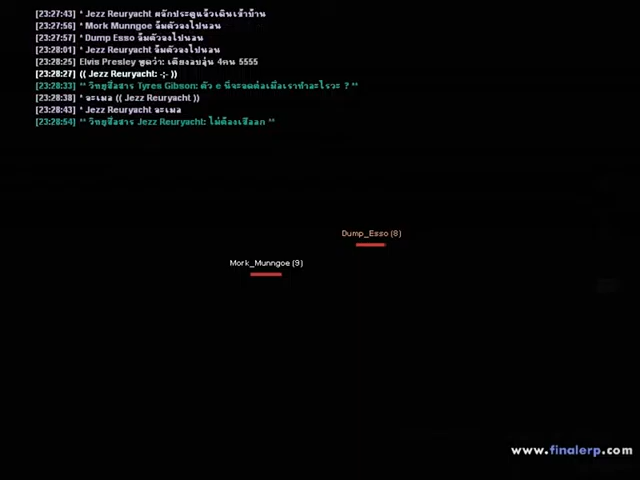 [23:27:43] * Jezz Reuryacht ผลักประตูแล้วเดินเข้าบ้าน
[23:27:56] * Mork Munngoe ล้มตัวลงไปนอน
[23:27:57] * Dump Esso ล้มตัวลงไปนอน
[23:28:01] * Jezz Reuryacht ล้มตัวลงไปนอน
[23:28:25] Elvis Presley พูดว่า: เตียงอบอุ่น 4คน 5555
[23:28:27] (( Jezz Reuryacht: -;- ))
[23:28:33] ** วิทยุสื่อสาร Tyres Gibson: ตัว e นี่จะจดต่อเมื่อเราทำอะไรวะ ? **
[23:28:38] * ละเมอ (( Jezz Reuryacht ))
[23:28:43] * Jezz Reuryacht ละเมอ
[23:28:54] ** วิทยุสื่อสาร Jezz Reuryacht: ไม่ต้องเสือลก **
Dump_Esso (8)
Mork_Munngoe (9)
www.finalerp.com